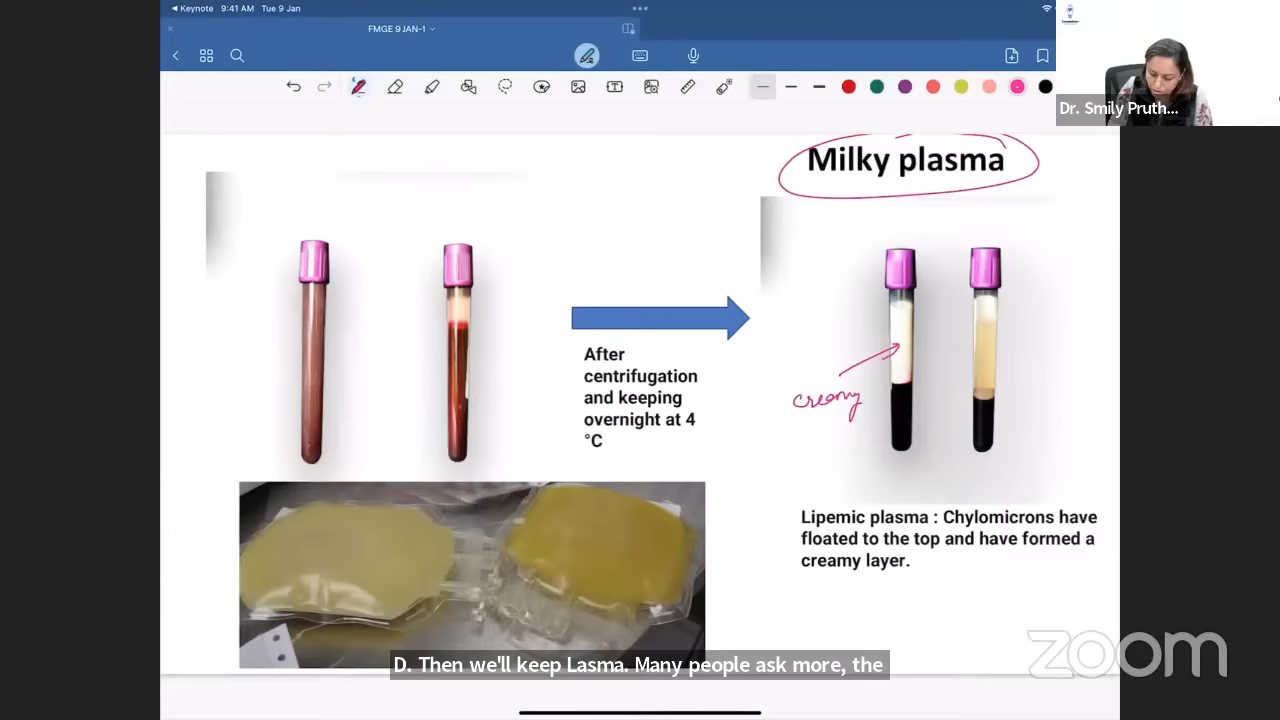 Keynote 9:41 AM Tue 9 Jan
FMGE 9 JAN-1
Dr. Smily Pruth...
Milky plasma
After
centrifugation
and keeping
overnight at 4
°C
creamy
Lipemic plasma : Chylomicrons have
floated to the top and have formed a
creamy layer.
zoom
D. Then we'll keep Lasma. Many people ask more, the